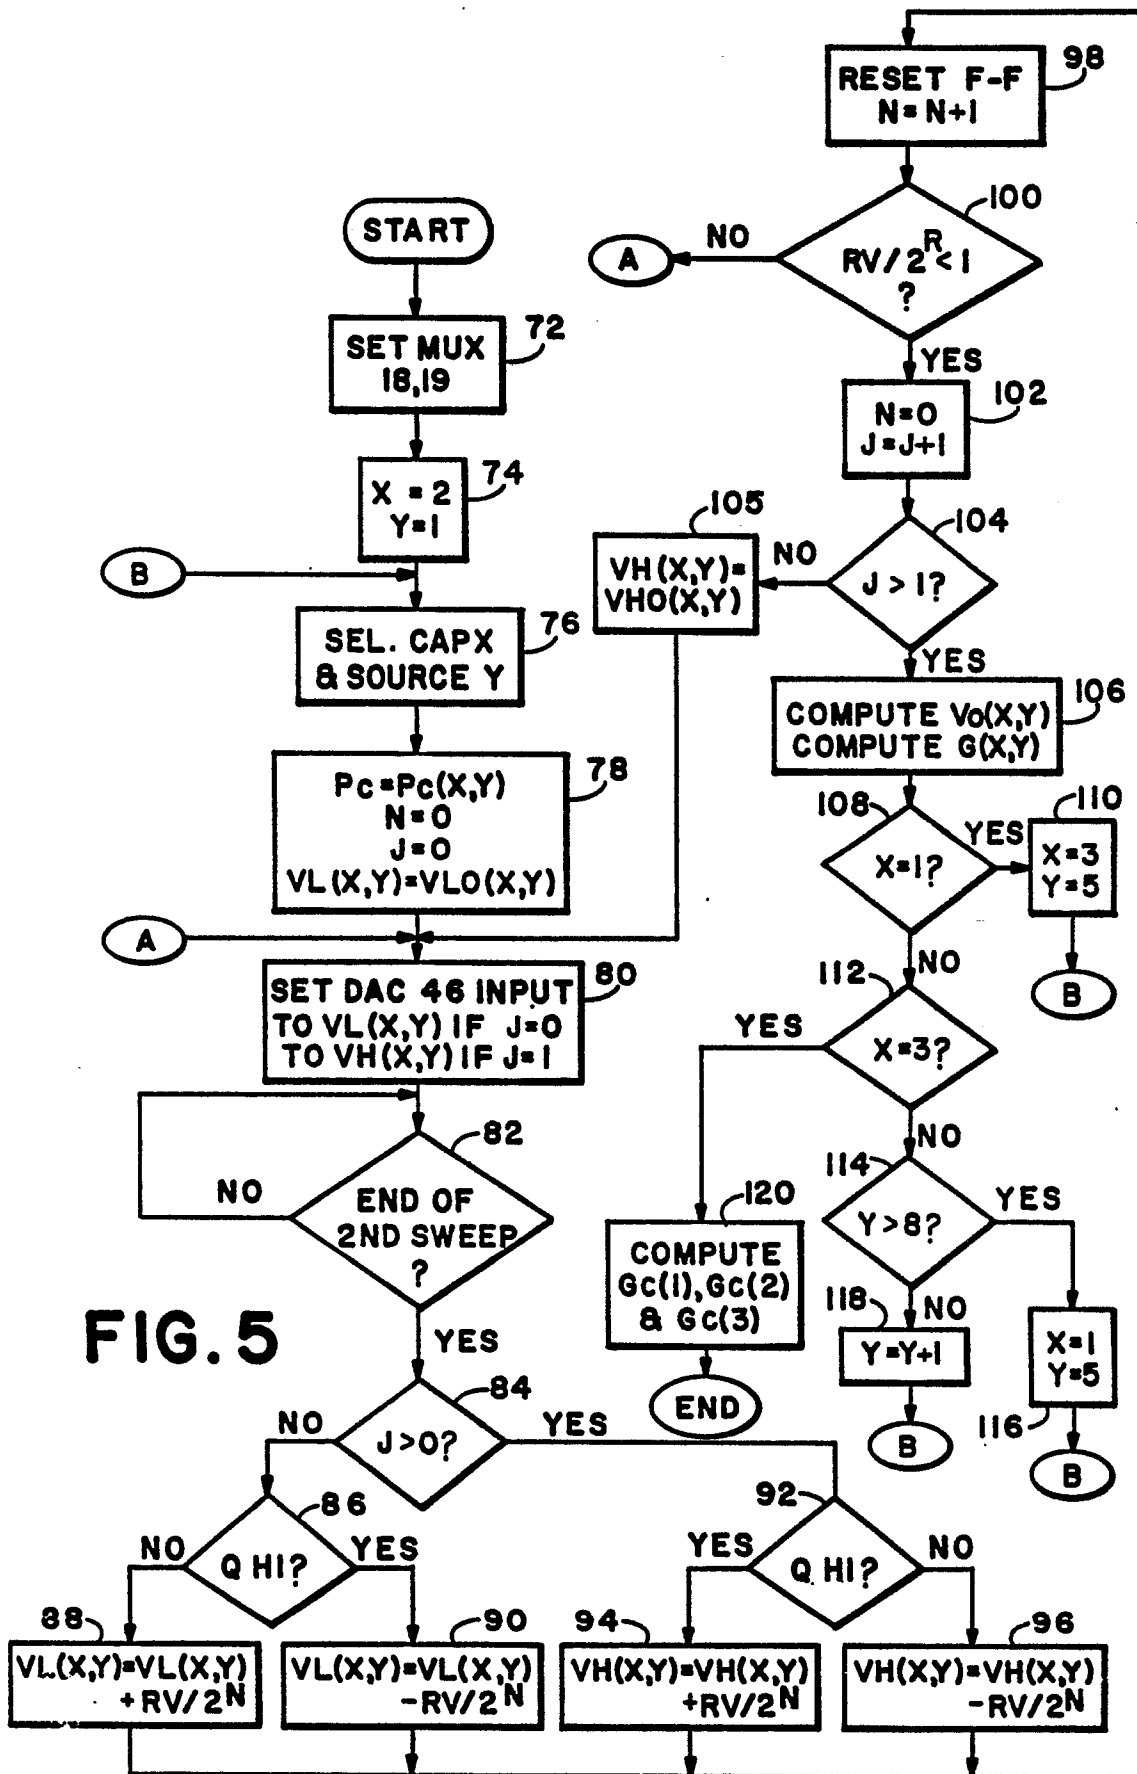 START
SET MUX
18,19
72
X = 2
Y=1
74
B
SEL. CAPX
& SOURCE Y
76
Pc=Pc(X,Y)
N=0
J=0
VL(X,Y)=VLO(X,Y)
78
A
SET DAC 46 INPUT
TO VL(X,Y) IF J=0
TO VH(X,Y) IF J=1
80
END OF
2ND SWEEP
?
82
NO
YES
FIG. 5
J>0?
84
NO
YES
Q HI?
86
NO
YES
Q HI?
92
YES
NO
88
VL(X,Y)=VL(X,Y)
+RV/2N
90
VL(X,Y)=VL(X,Y)
-RV/2N
94
VH(X,Y)=VH(X,Y)
+RV/2N
96
VH(X,Y)=VH(X,Y)
-RV/2N
RESET F-F
N=N+1
98
RV/2R<1
?
100
NO
A
YES
N=0
J=J+1
102
J>1?
104
NO
105
VH(X,Y)=
VHO(X,Y)
YES
COMPUTE Vo(X,Y)
COMPUTE G(X,Y)
106
X=1?
108
YES
110
X=3
Y=5
B
NO
X=3?
112
YES
120
COMPUTE
Gc(1),Gc(2)
& Gc(3)
END
NO
Y>8?
114
YES
X=1
Y=5
116
B
NO
118
Y=Y+1
B